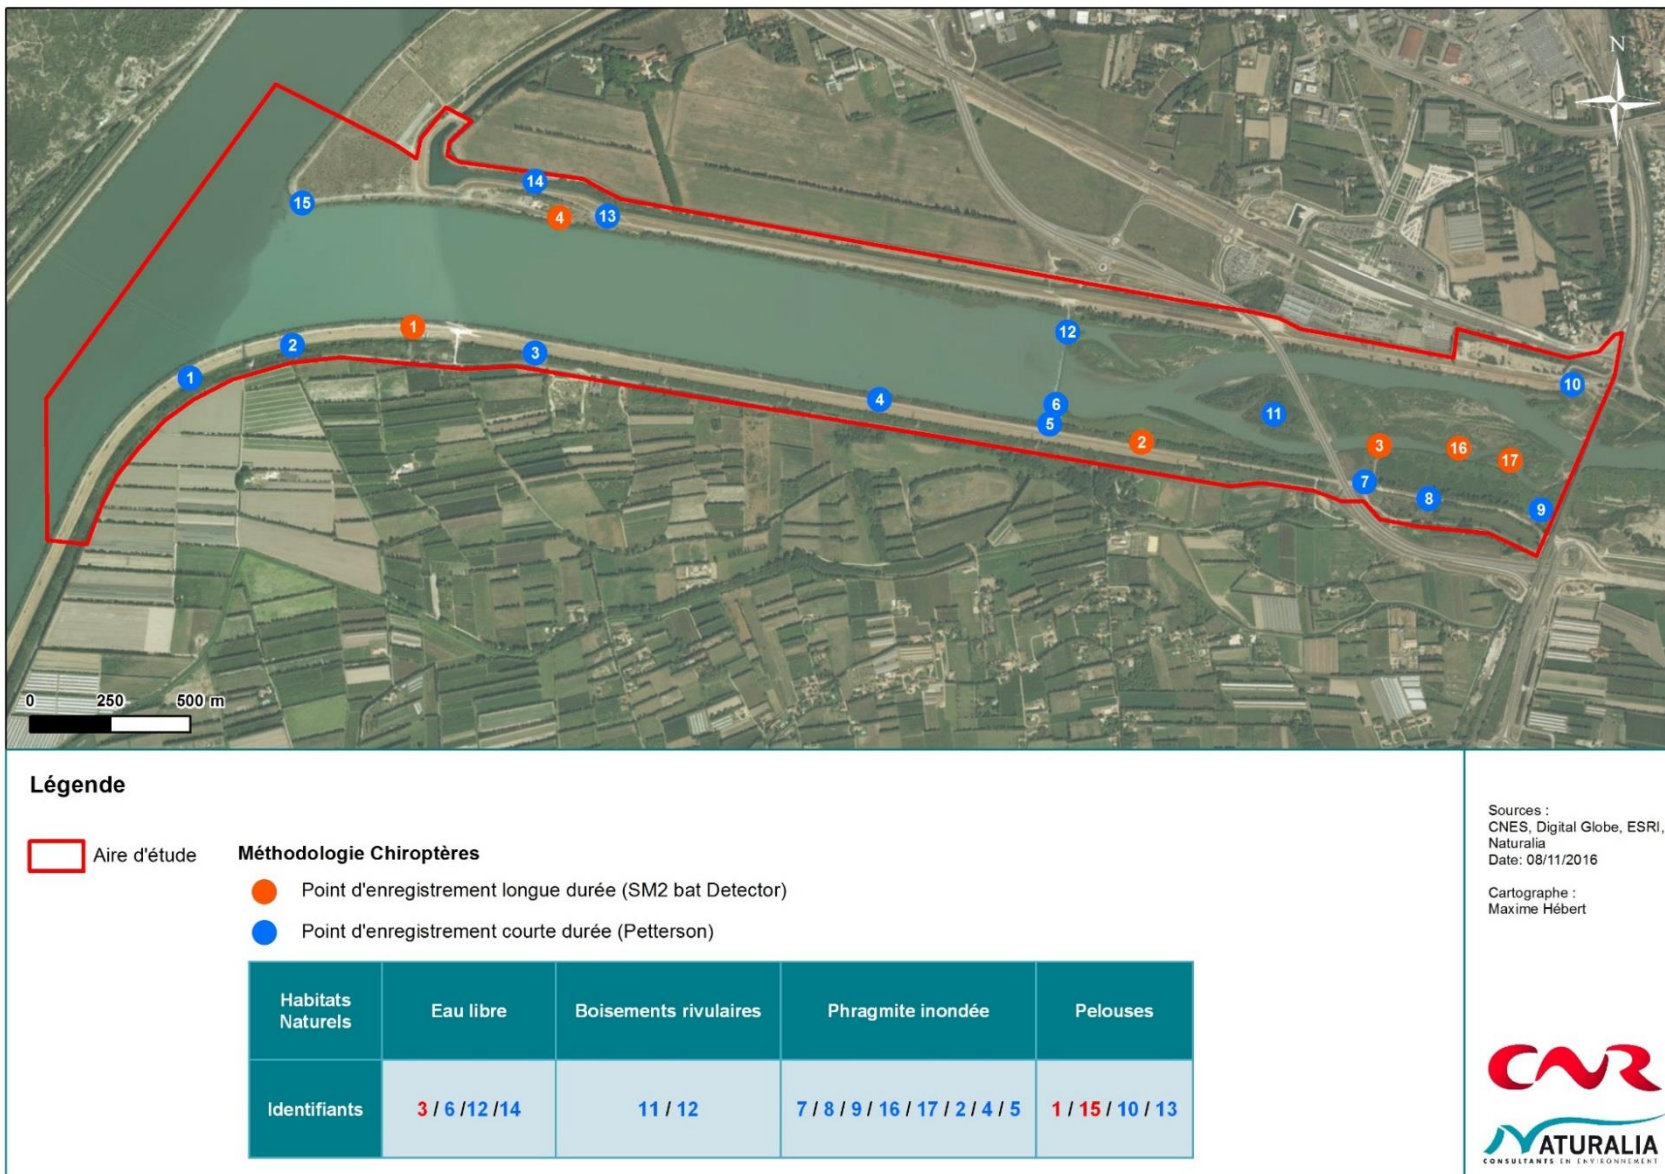 N
14
15
4
13
12
1
2
3
1
10
4
6
11
5
2
3
16
17
7
8
9
0 250 500 m
Légende
Aire d'étude
Méthodologie Chiroptères
Point d'enregistrement longue durée (SM2 bat Detector)
Point d'enregistrement courte durée (Petterson)
Habitats Naturels Eau libre Boisements rivulaires Phragmite inondée Pelouses
Identifiants 3 / 6 /12 /14 11 / 12 7 / 8 / 9 / 16 / 17 / 2 / 4 / 5 1 / 15 / 10 / 13
Sources :
CNES, Digital Globe, ESRI,
Naturalia
Date: 08/11/2016
Cartographe :
Maxime Hébert
CNR
NATURALIA
CONSULTANTS EN ENVIRONNEMENT